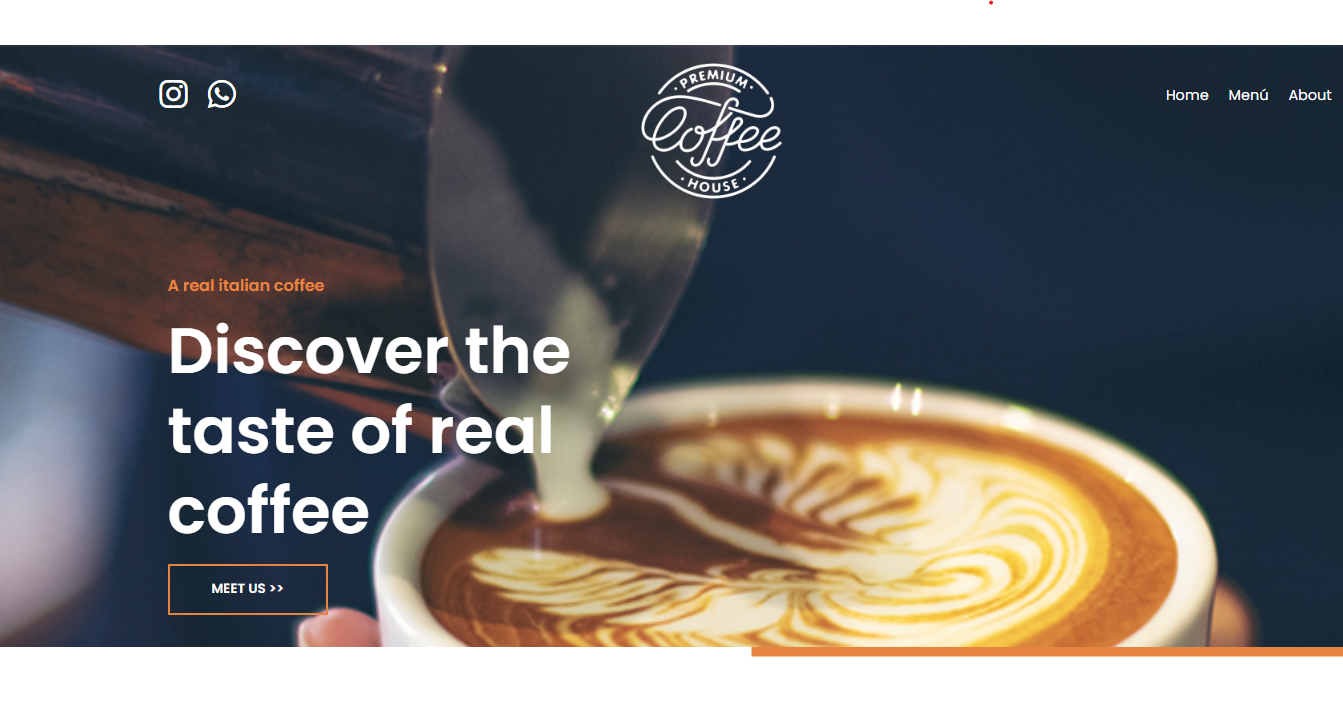 PREMIUM
Coffee
HOUSE
Home Menú About
A real italian coffee
Discover the
taste of real
coffee
MEET US >>